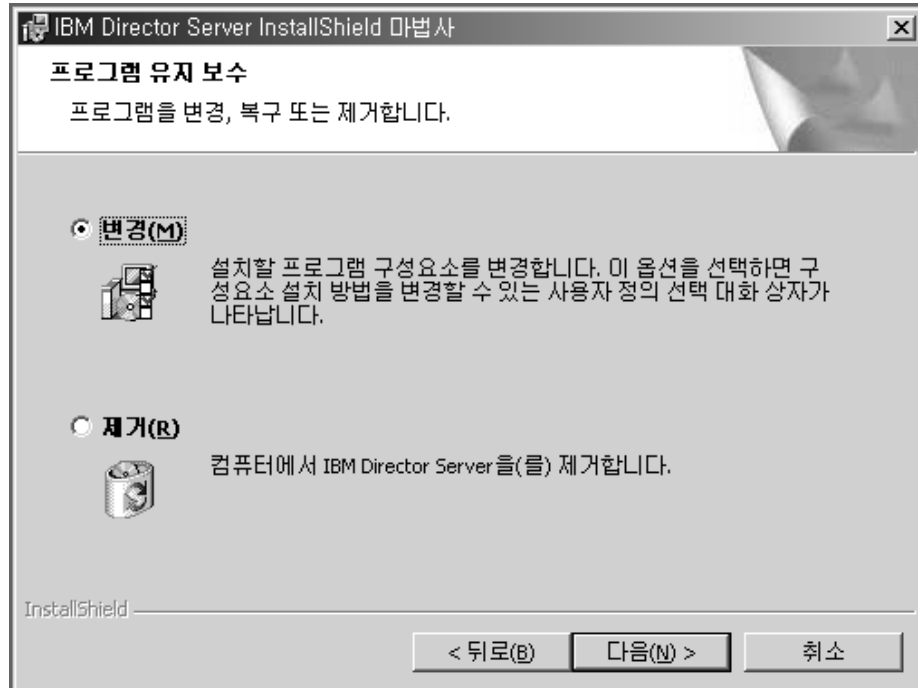 IBM Director Server InstallShield 마법사
프로그램 유지 보수
프로그램을 변경, 복구 또는 제거합니다.
변경(M)
설치할 프로그램 구성요소를 변경합니다. 이 옵션을 선택하면 구
성요소 설치 방법을 변경할 수 있는 사용자 정의 선택 대화 상자가
나타납니다.
제거(R)
컴퓨터에서 IBM Director Server을(를) 제거합니다.
InstallShield
< 뒤로(B) 다음(N) > 취소